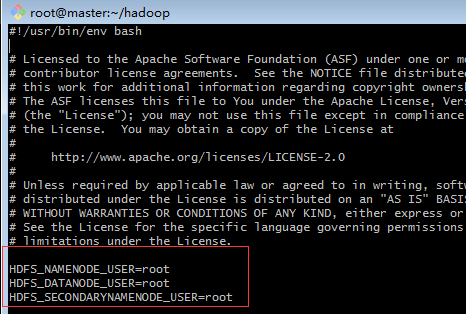 root@master:~/hadoop
#!/usr/bin/env bash
# Licensed to the Apache Software Foundation (ASF) under one or m
# contributor license agreements.  See the NOTICE file distribute
# this work for additional information regarding copyright owners
# The ASF licenses this file to You under the Apache License, Ver
# (the "License"); you may not use this file except in compliance
# the License.  You may obtain a copy of the License at
#
#     http://www.apache.org/licenses/LICENSE-2.0
#
# Unless required by applicable law or agreed to in writing, soft
# distributed under the License is distributed on an "AS IS" BASI
# WITHOUT WARRANTIES OR CONDITIONS OF ANY KIND, either express or
# See the License for the specific language governing permissions
# limitations under the License.
HDFS_NAMENODE_USER=root
HDFS_DATANODE_USER=root
HDFS_SECONDARYNAMENODE_USER=root